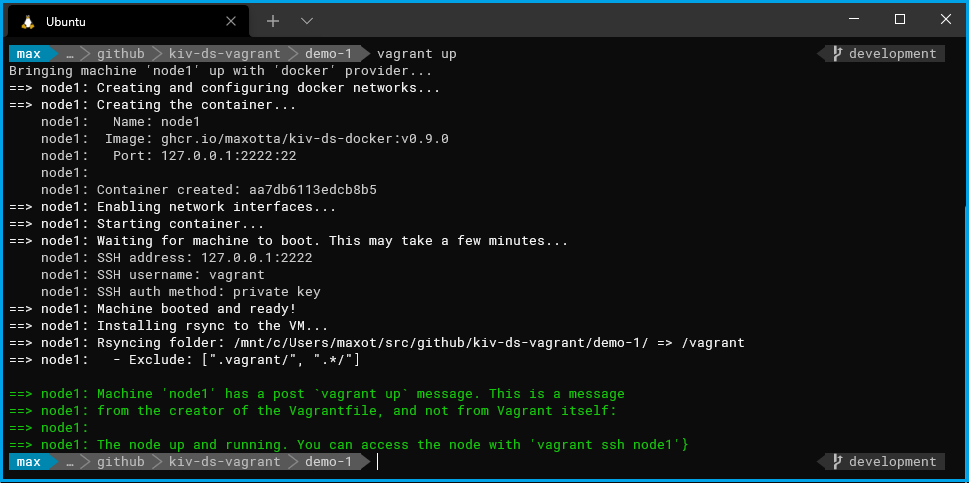 Ubuntu
max … github kiv-ds-vagrant demo-1 vagrant up development
Bringing machine 'node1' up with 'docker' provider...
==> node1: Creating and configuring docker networks...
==> node1: Creating the container...
node1:   Name: node1
node1:  Image: ghcr.io/maxotta/kiv-ds-docker:v0.9.0
node1:   Port: 127.0.0.1:2222:22
node1:
node1: Container created: aa7db6113edcb8b5
==> node1: Enabling network interfaces...
==> node1: Starting container...
==> node1: Waiting for machine to boot. This may take a few minutes...
node1: SSH address: 127.0.0.1:2222
node1: SSH username: vagrant
node1: SSH auth method: private key
==> node1: Machine booted and ready!
==> node1: Installing rsync to the VM...
==> node1: Rsyncing folder: /mnt/c/Users/maxot/src/github/kiv-ds-vagrant/demo-1/ => /vagrant
==> node1:   - Exclude: [".vagrant/", ".*/"]
==> node1: Machine 'node1' has a post `vagrant up` message. This is a message
==> node1: from the creator of the Vagrantfile, and not from Vagrant itself:
==> node1:
==> node1: The node up and running. You can access the node with 'vagrant ssh node1'}
max … github kiv-ds-vagrant demo-1 development